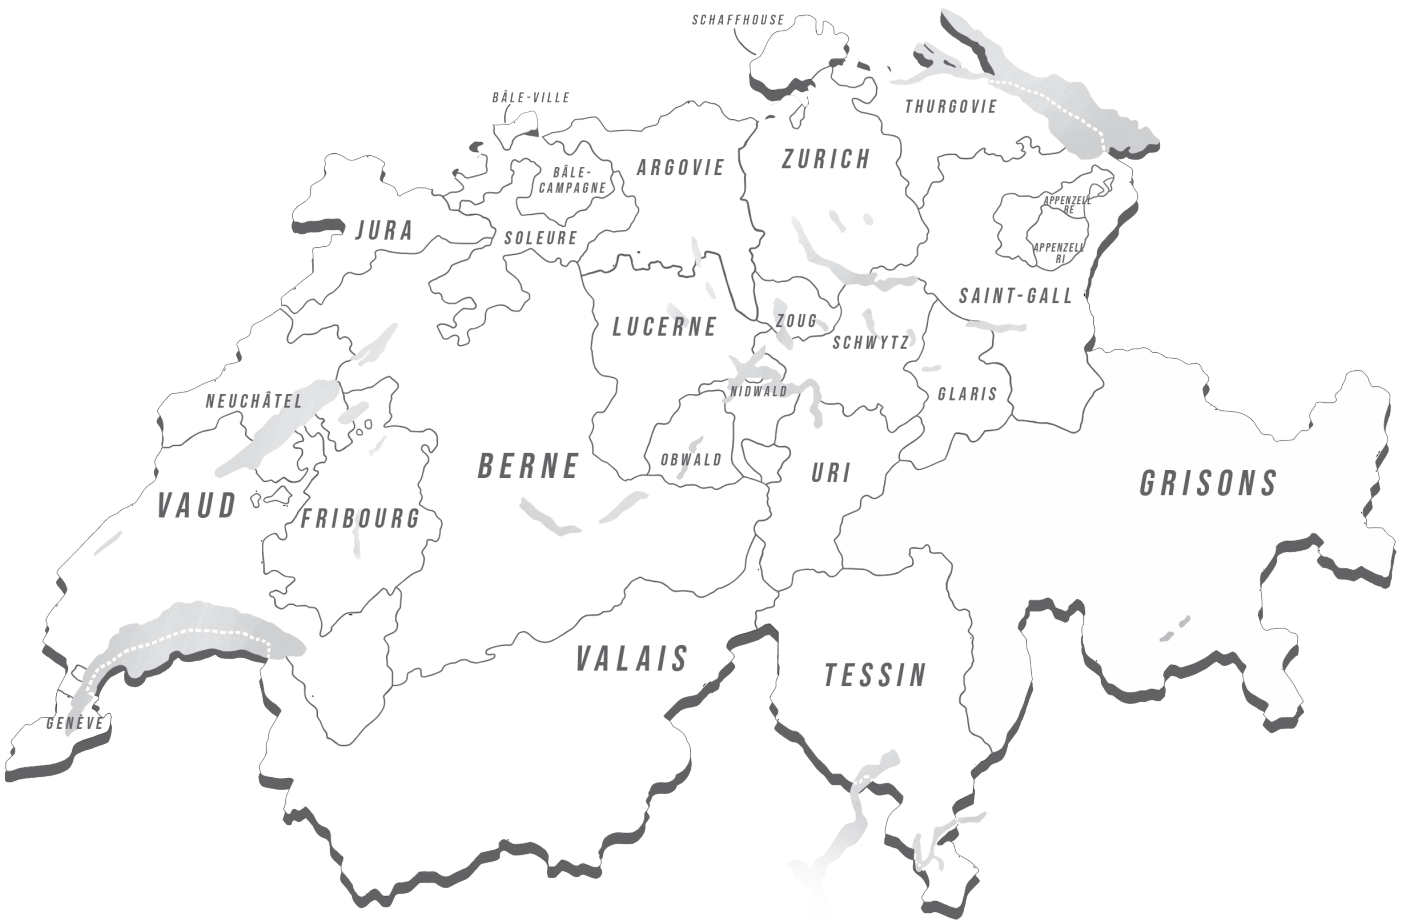 SCHAFFHOUSE
BÂLE-VILLE
THURGOVIE
ZURICH
ARGOVIE
BÂLE-
CAMPAGNE
APPENZELL
RE
JURA
SOLEURE
APPENZELL
RI
SAINT-GALL
ZOUG
LUCERNE
SCHWYTZ
NIDWALD
GLARIS
NEUCHÂTEL
OBWALD
BERNE
URI
GRISONS
VAUD
FRIBOURG
VALAIS
TESSIN
GENÈVE